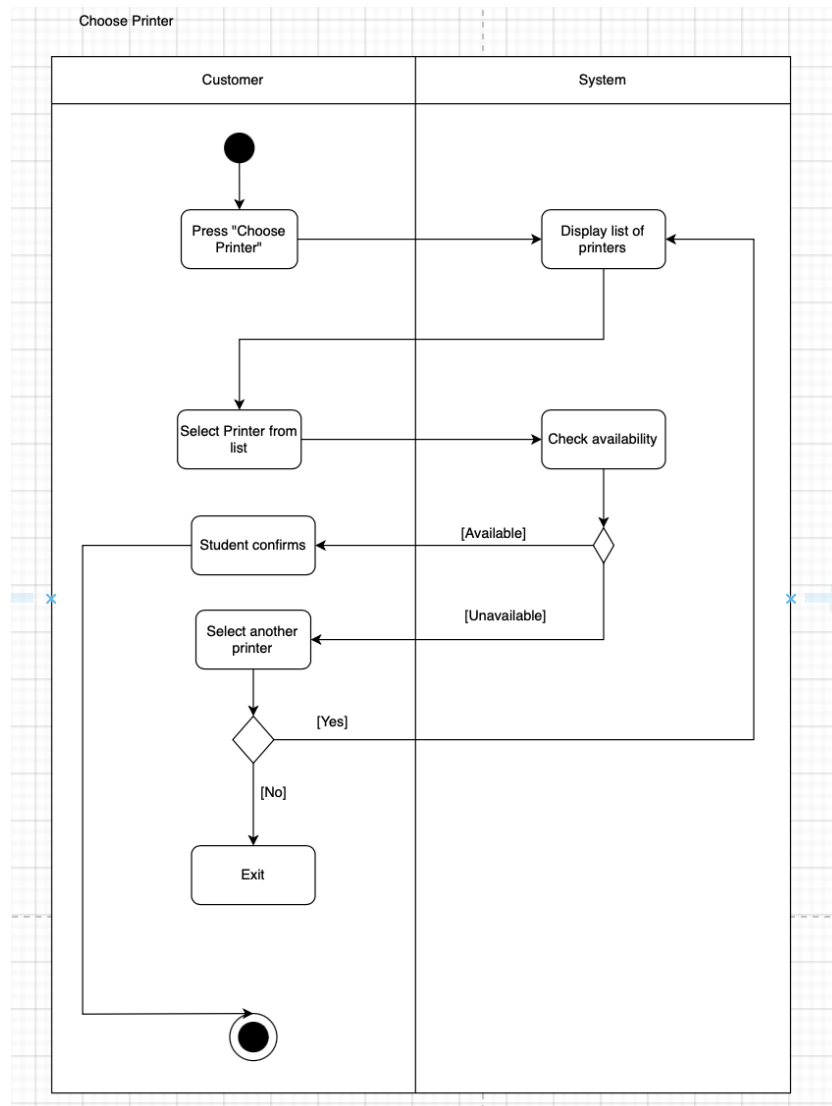 Choose Printer
Customer
System
Press "Choose
Printer"
Display list of
printers
Select Printer from
list
Check availability
[Available]
Student confirms
[Unavailable]
Select another
printer
[Yes]
[No]
Exit